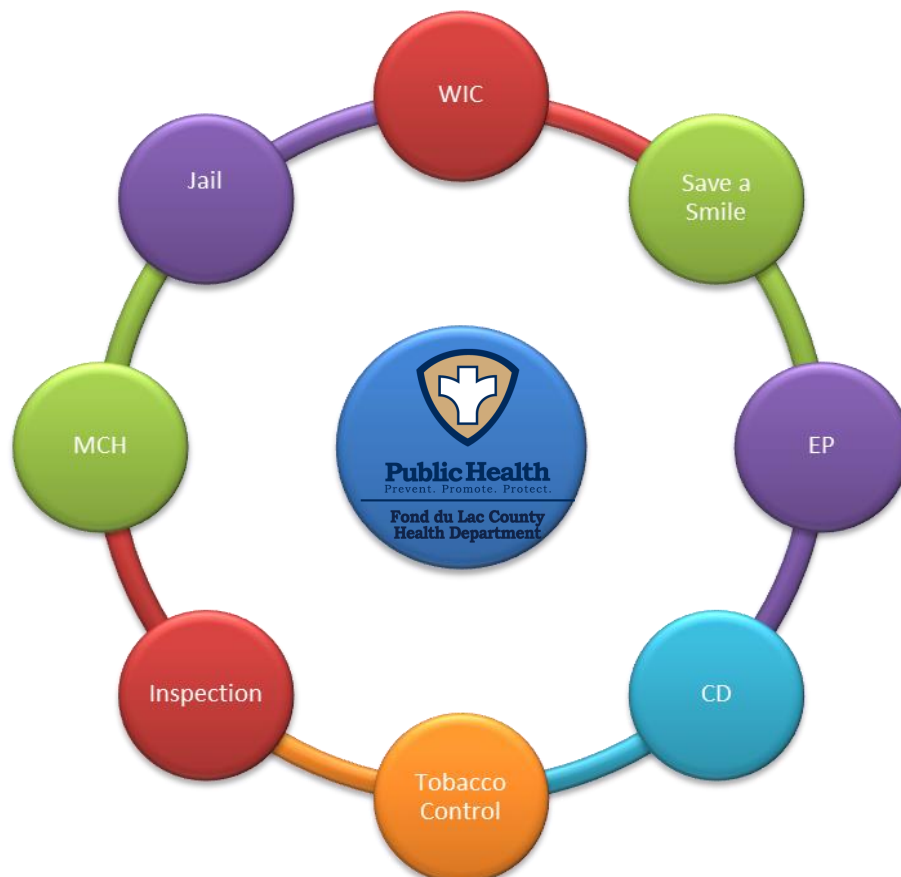 WIC
Save a
Smile
EP
CD
Tobacco
Control
Inspection
MCH
Jail
Public Health
Prevent. Promote. Protect.
Fond du Lac County
Health Department